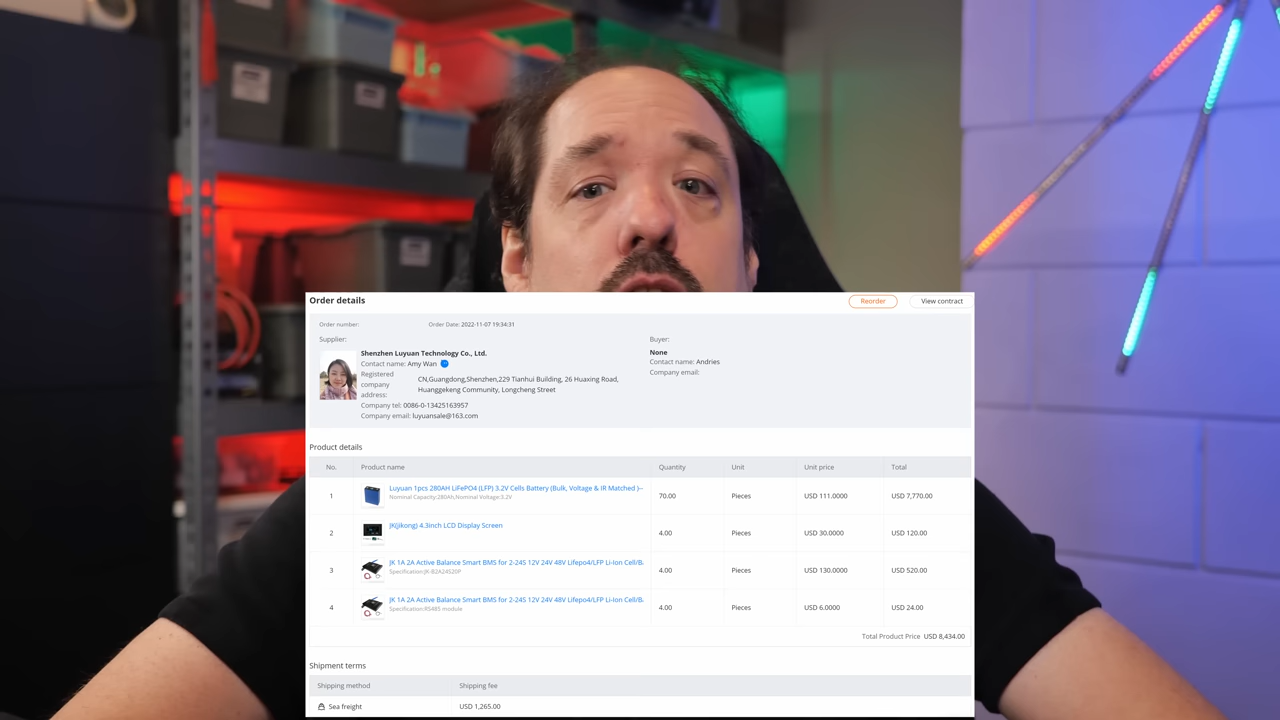 Order details
Reorder
View contract
Order number:
Order Date: 2022-11-07 19:34:31
Supplier:
Buyer:
Shenzhen Luyuan Technology Co., Ltd.
None
Contact name: Amy Wan
Contact name: Andries
Registered company address:
CN,Guangdong,Shenzhen,229 Tianhui Building, 26 Huaxing Road,
Huanggekeng Community, Longcheng Street
Company email:
Company tel: 0086-0-13425163957
Company email: luyuansale@163.com
Product details
No. Product name Quantity Unit Unit price Total
1 Luyuan 1pcs 280AH LiFePO4 (LFP) 3.2V Cells Battery (Bulk, Voltage & IR Matched )-- 70.00 Pieces USD 111.0000 USD 7,770.00
Nominal Capacity:280Ah,Nominal Voltage:3.2V
2 JK(jikong) 4.3inch LCD Display Screen 4.00 Pieces USD 30.0000 USD 120.00
3 JK 1A 2A Active Balance Smart BMS for 2-24S 12V 24V 48V Lifepo4/LFP Li-Ion Cell/B. 4.00 Pieces USD 130.0000 USD 520.00
Specification:JK-B2A24S20P
4 JK 1A 2A Active Balance Smart BMS for 2-24S 12V 24V 48V Lifepo4/LFP Li-Ion Cell/B. 4.00 Pieces USD 6.0000 USD 24.00
Specification:RS485 module
Total Product Price USD 8,434.00
Shipment terms
Shipping method Shipping fee
Sea freight USD 1,265.00